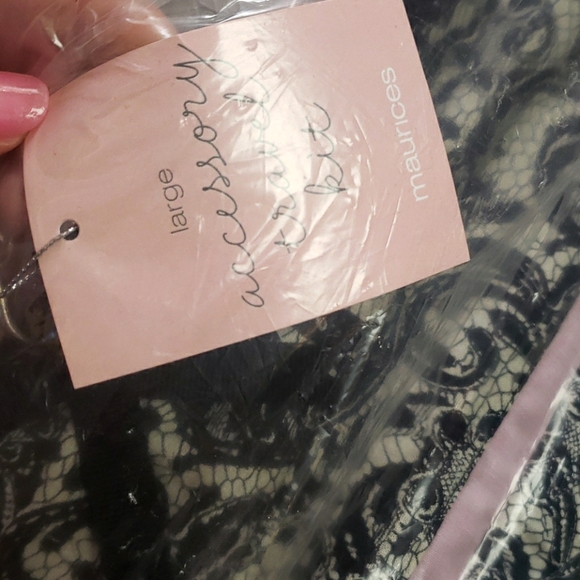 large
accessory
travel
kit
maurices